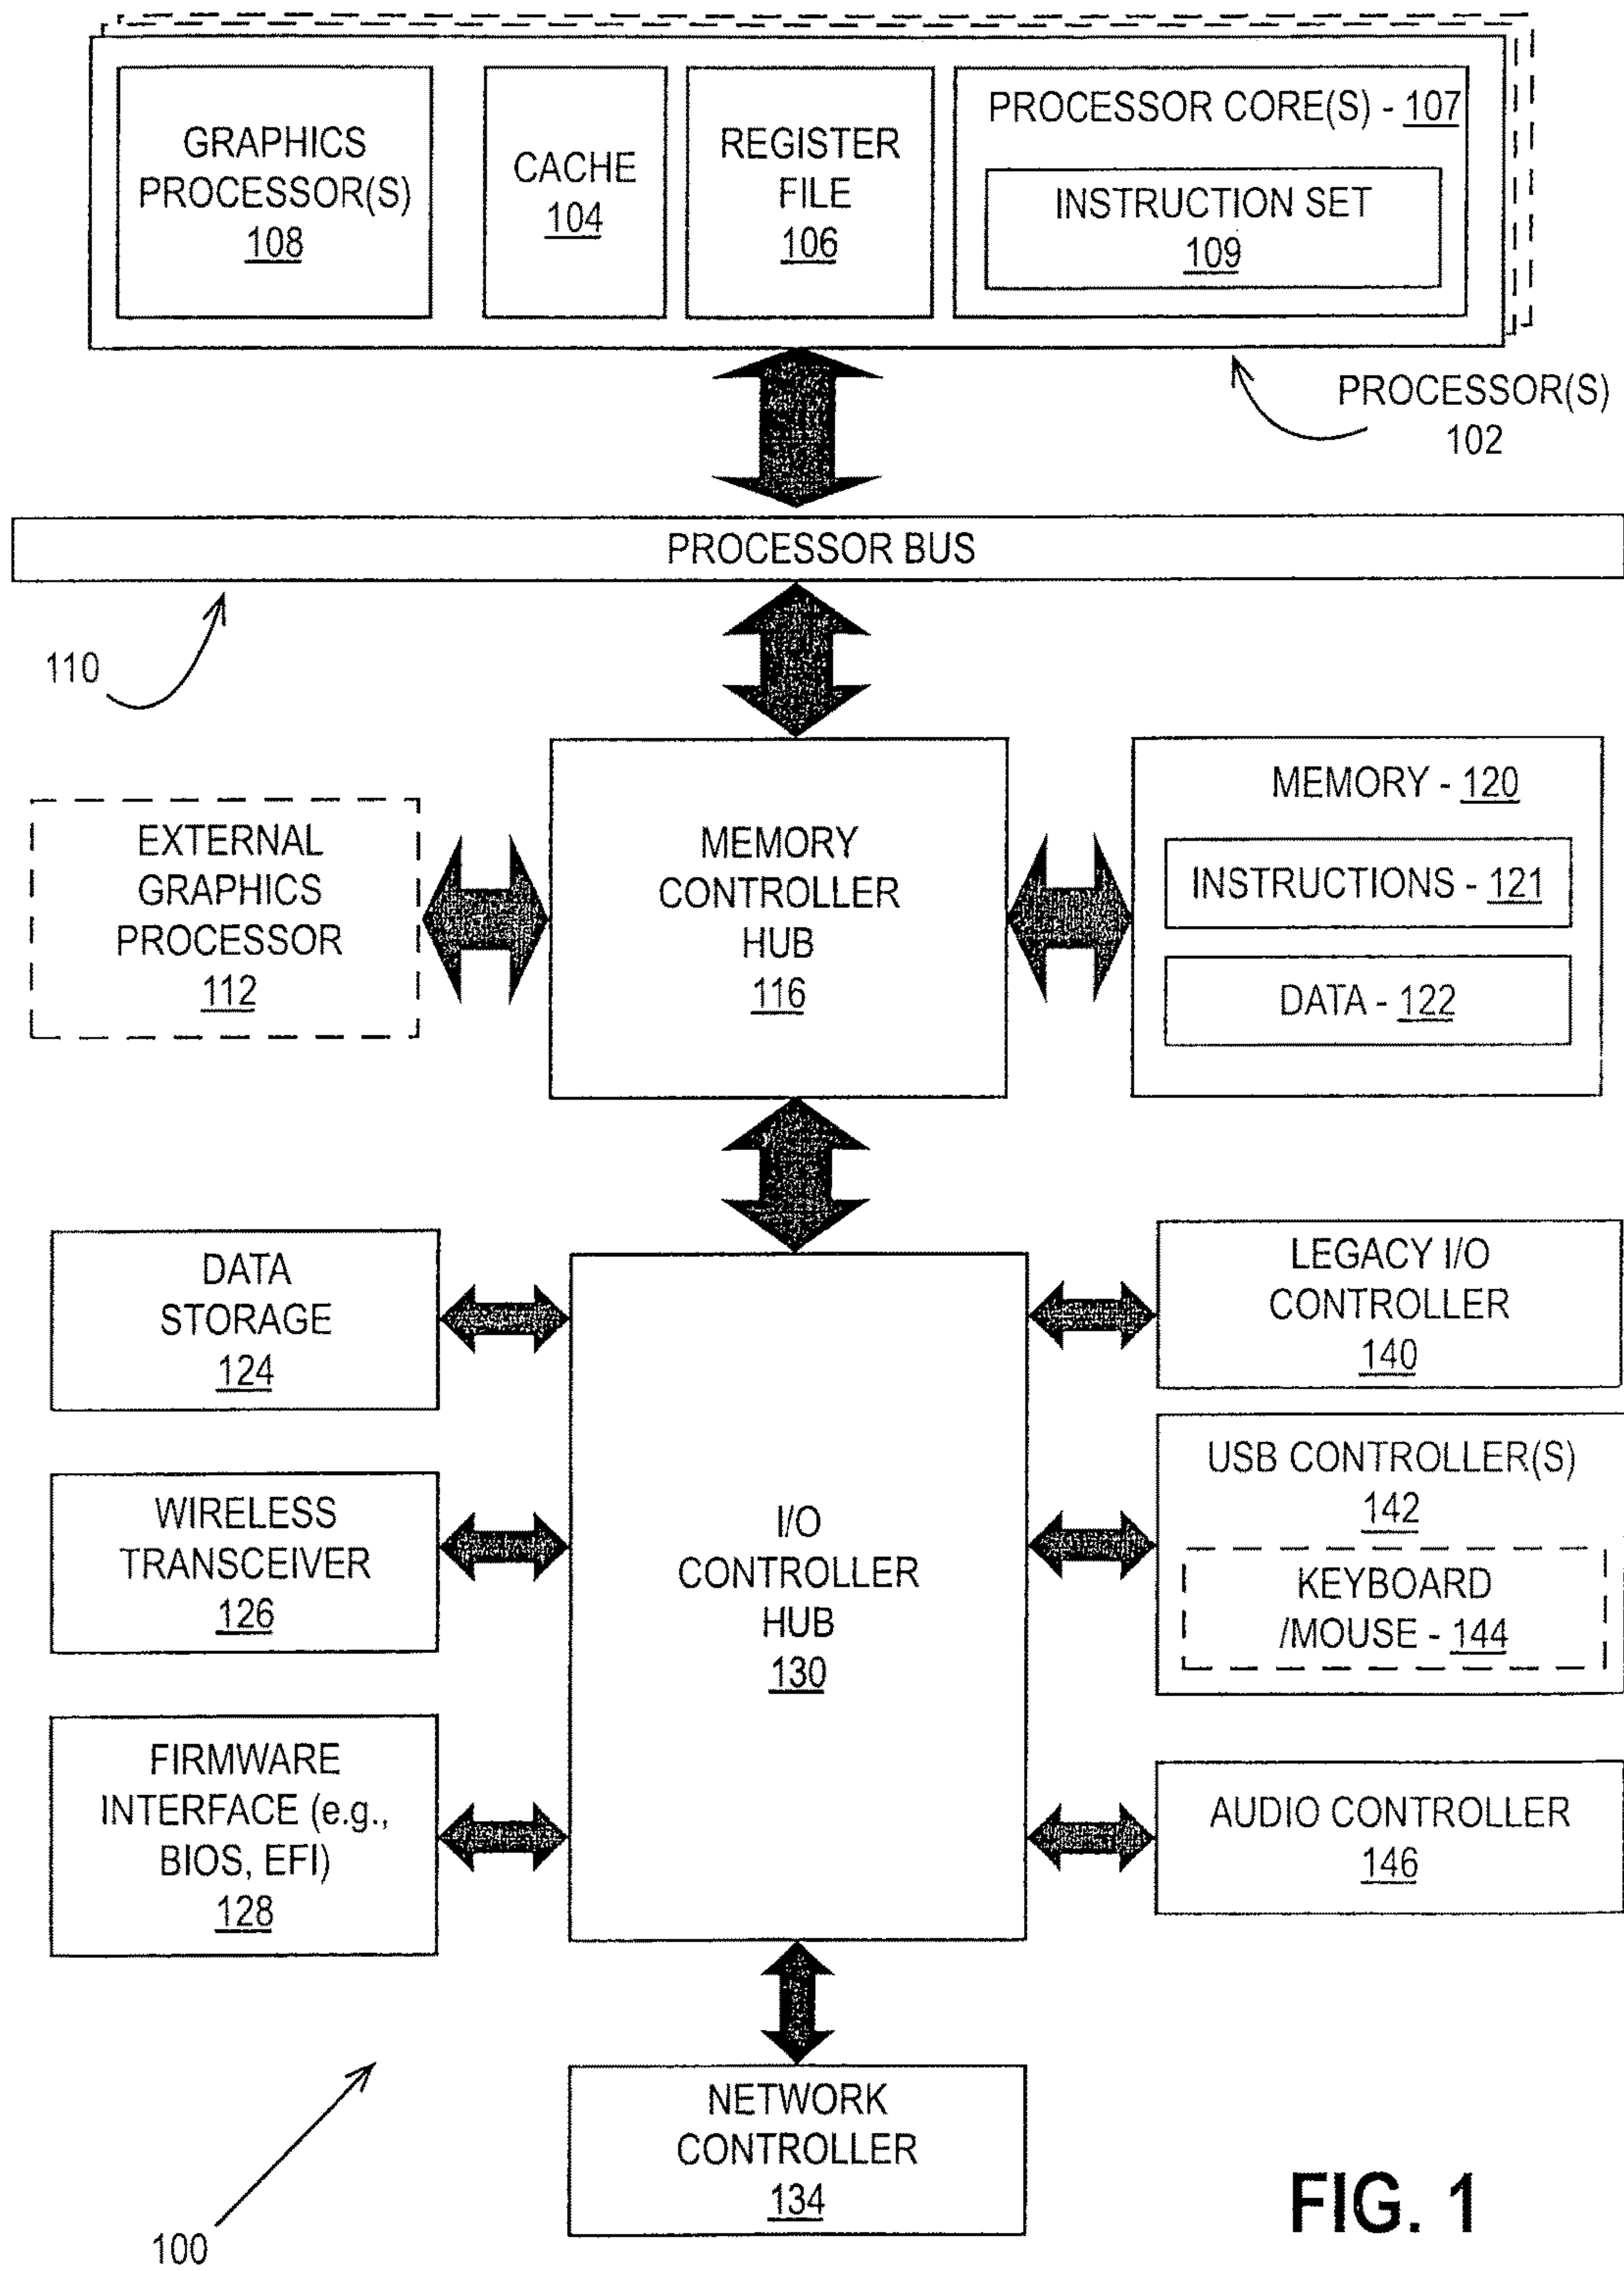 GRAPHICS
PROCESSOR(S)
108
CACHE
104
REGISTER
FILE
106
PROCESSOR CORE(S) - 107
INSTRUCTION SET
109
PROCESSOR(S)
102
PROCESSOR BUS
110
EXTERNAL
GRAPHICS
PROCESSOR
112
MEMORY
CONTROLLER
HUB
116
MEMORY - 120
INSTRUCTIONS - 121
DATA - 122
DATA
STORAGE
124
WIRELESS
TRANSCEIVER
126
FIRMWARE
INTERFACE (e.g.,
BIOS, EFI)
128
I/O
CONTROLLER
HUB
130
LEGACY I/O
CONTROLLER
140
USB CONTROLLER(S)
142
KEYBOARD
/MOUSE - 144
AUDIO CONTROLLER
146
NETWORK
CONTROLLER
134
100
FIG. 1